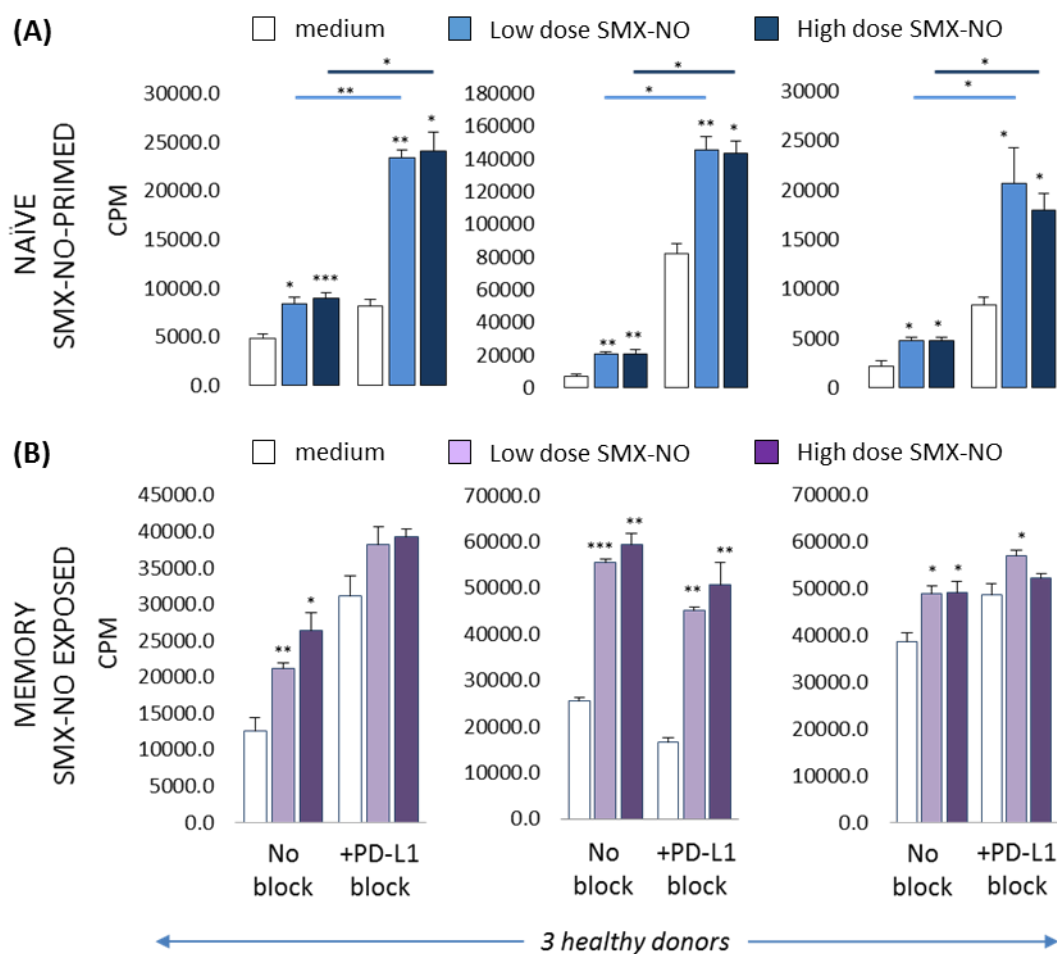 (A)
medium
Low dose SMX-NO
High dose SMX-NO
NAÏVE
SMX-NO-PRIMED
CPM
30000.0
25000.0
20000.0
15000.0
10000.0
5000.0
0.0
*
***
**
*
**
*
180000
160000
140000
120000
100000
80000
60000
40000
20000
0
**
**
**
*
*
*
30000
25000
20000
15000
10000
5000
0
*
*
*
*
*
*
(B)
medium
Low dose SMX-NO
High dose SMX-NO
MEMORY
SMX-NO EXPOSED
CPM
45000.0
40000.0
35000.0
30000.0
25000.0
20000.0
15000.0
10000.0
5000.0
0.0
**
*
No
block
+PD-L1
block
70000.0
60000.0
50000.0
40000.0
30000.0
20000.0
10000.0
0.0
***
**
**
**
No
block
+PD-L1
block
70000.0
60000.0
50000.0
40000.0
30000.0
20000.0
10000.0
0.0
*
*
*
No
block
+PD-L1
block
3 healthy donors